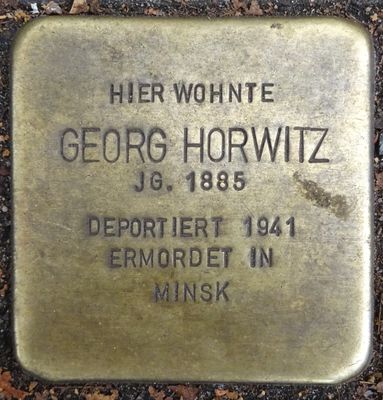 HIER WOHNTE
GEORG HORWITZ
JG. 1885
DEPORTIERT 1941
ERMORDET IN
MINSK